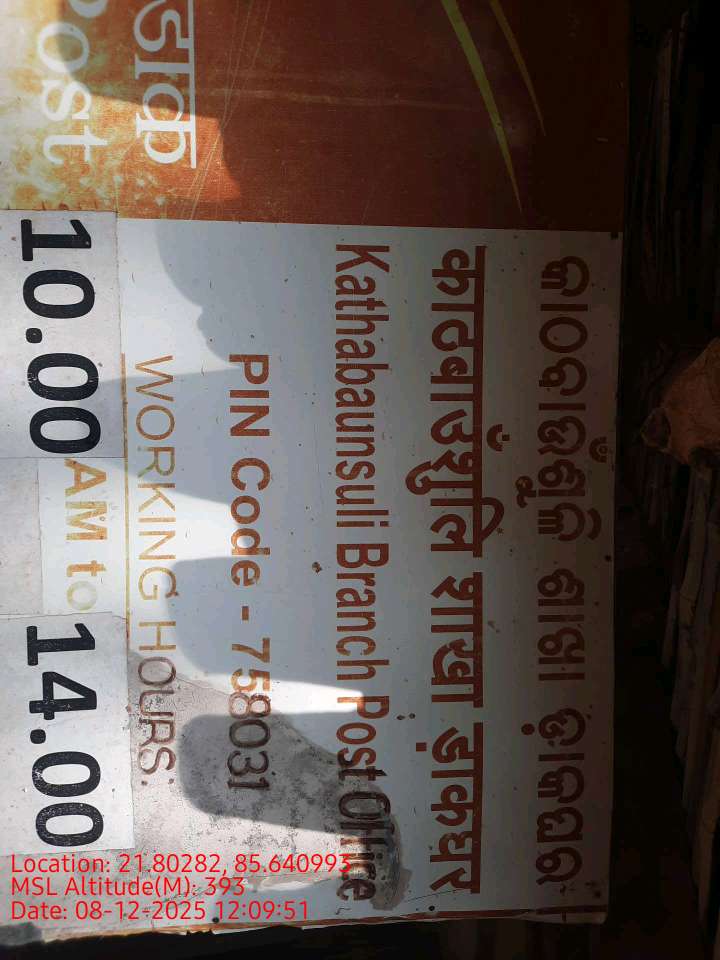 କାଠବାଉଁଶୁଳି ଶାଖା ଡ଼ାକଘର
काठबाउँशुलि शाखा ड़ाकघर
Kathabaunsuli Branch Post Office
PIN Code - 758031
WORKING HOURS:
10.00 AM to 14.00
डाक
Post
Location: 21.80282, 85.640993
MSL Altitude(M): 393
Date: 08-12-2025 12:09:51